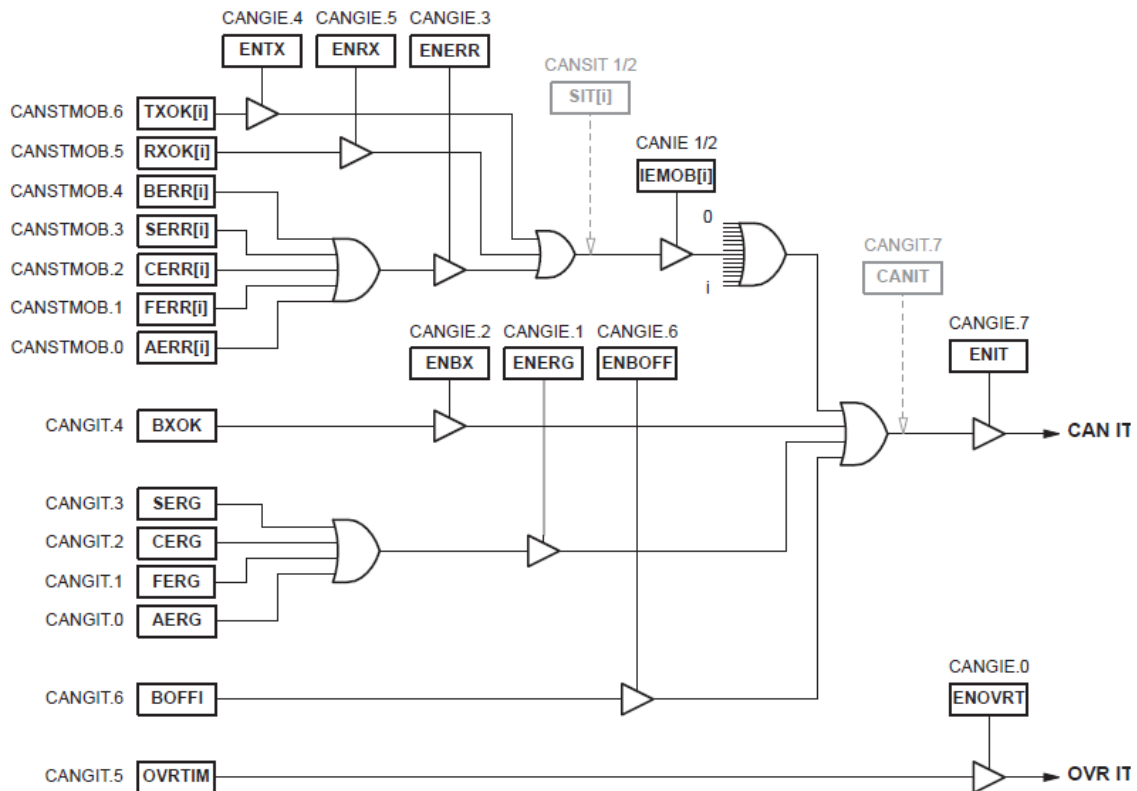 CANGIE.4 CANGIE.5 CANGIE.3
ENTX ENRX ENERR
CANSIT 1/2
SIT[i]
CANSTMOB.6 TXOK[i]
CANIE 1/2
CANSTMOB.5 RXOK[i]
IEMOB[i]
CANSTMOB.4 BERR[i]
0
CANSTMOB.3 SERR[i]
CANGIT.7
CANSTMOB.2 CERR[i]
CANIT
i
CANSTMOB.1 FERR[i]
CANGIE.2 CANGIE.1 CANGIE.6 CANGIE.7
CANSTMOB.0 AERR[i]
ENBX ENERG ENBOFF ENIT
CANGIT.4 BXOK
CAN IT
CANGIT.3 SERG
CANGIT.2 CERG
CANGIT.1 FERG
CANGIT.0 AERG
CANGIE.0
CANGIT.6 BOFFI
ENOVRT
CANGIT.5 OVRTIM
OVR IT